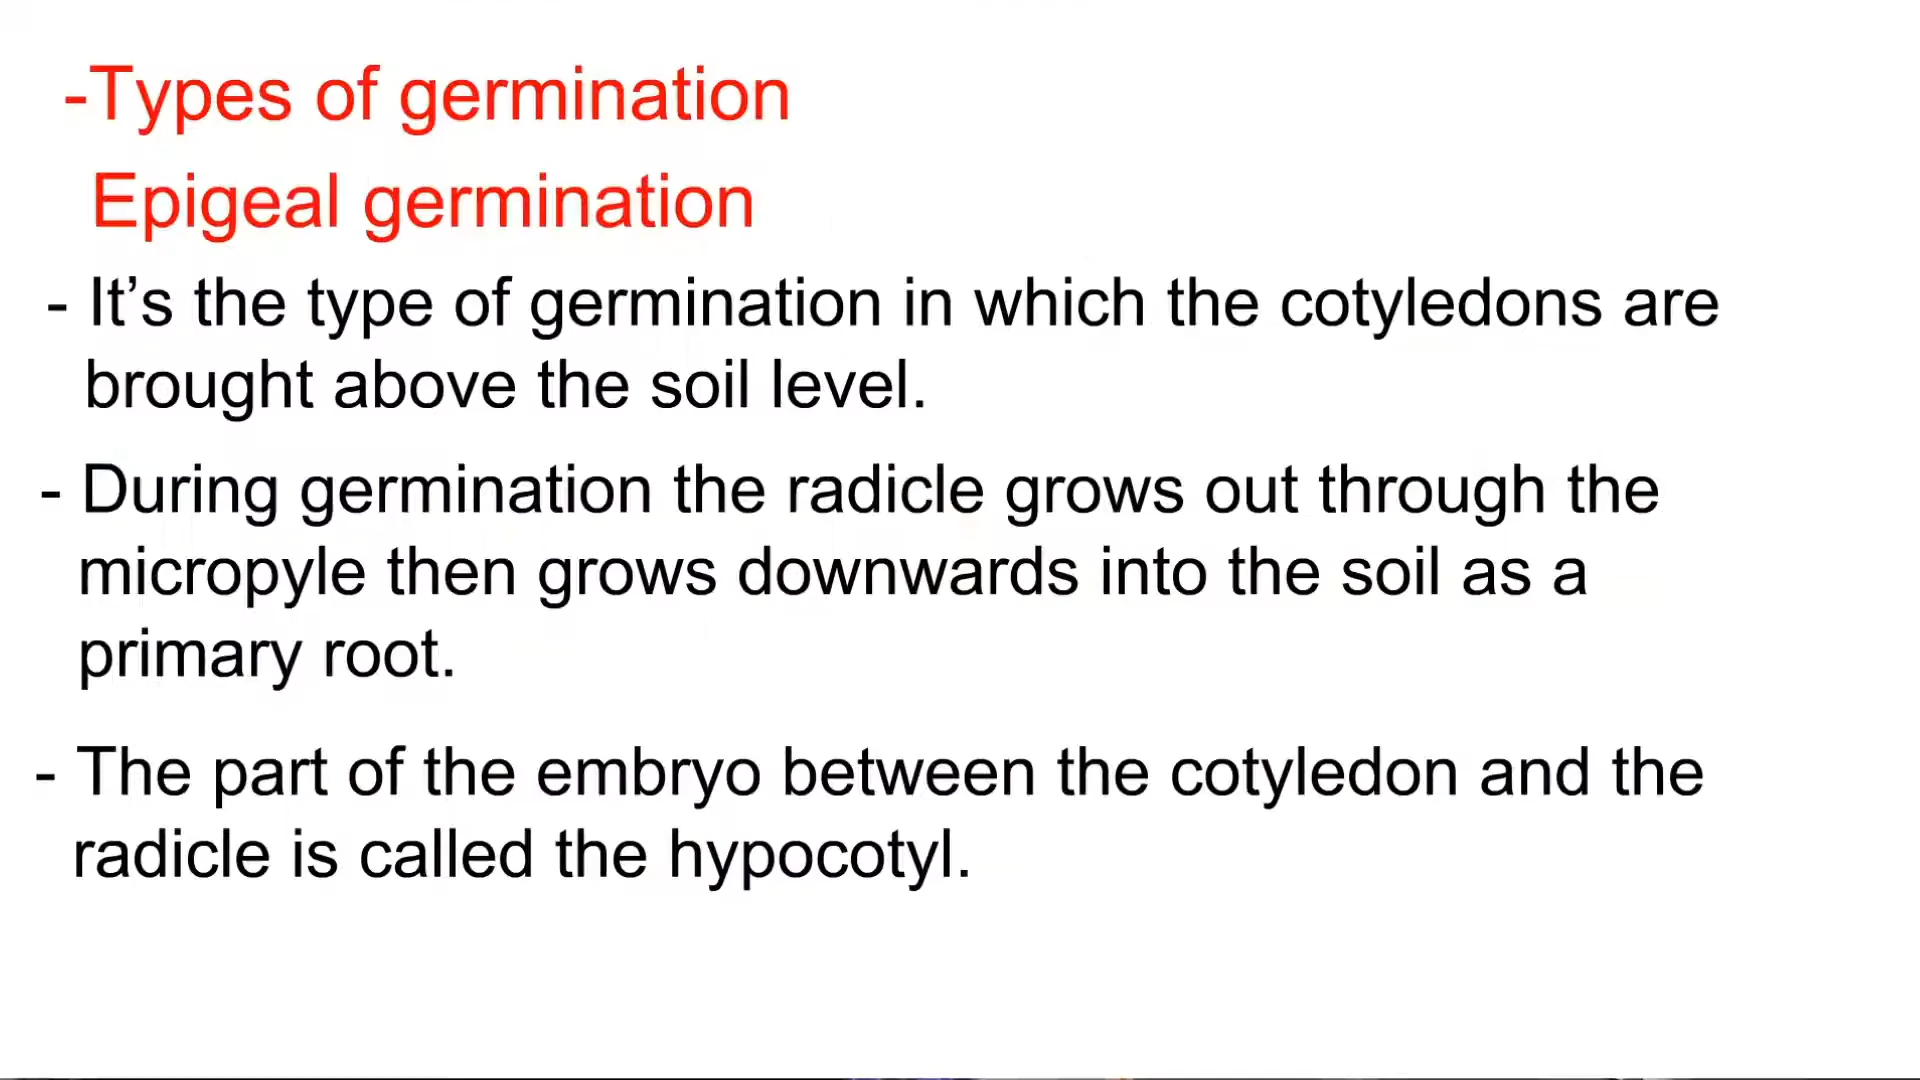 -Types of germination
Epigeal germination
- It’s the type of germination in which the cotyledons are
brought above the soil level.
- During germination the radicle grows out through the
micropyle then grows downwards into the soil as a
primary root.
- The part of the embryo between the cotyledon and the
radicle is called the hypocotyl.